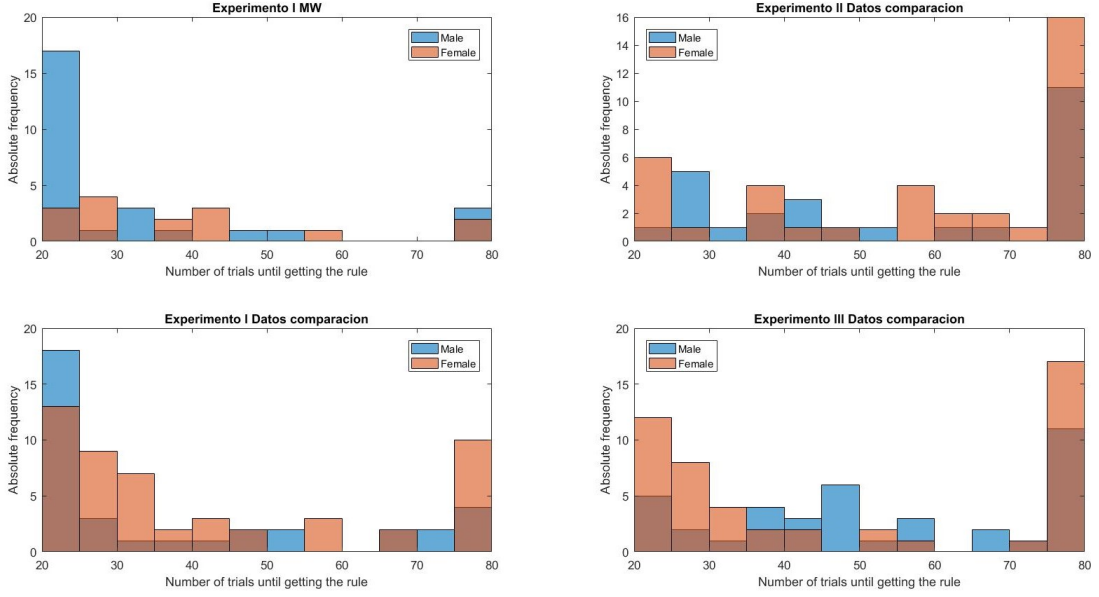 Experimento I MW
20
15
10
5
0
Absolute frequency
Male
Female
20 30 40 50 60 70 80
Number of trials until getting the rule
Experimento II Datos comparacion
16
14
12
10
8
6
4
2
0
Absolute frequency
Male
Female
20 30 40 50 60 70 80
Number of trials until getting the rule
Experimento I Datos comparacion
20
15
10
5
0
Absolute frequency
Male
Female
20 30 40 50 60 70 80
Number of trials until getting the rule
Experimento III Datos comparacion
20
15
10
5
0
Absolute frequency
Male
Female
20 30 40 50 60 70 80
Number of trials until getting the rule